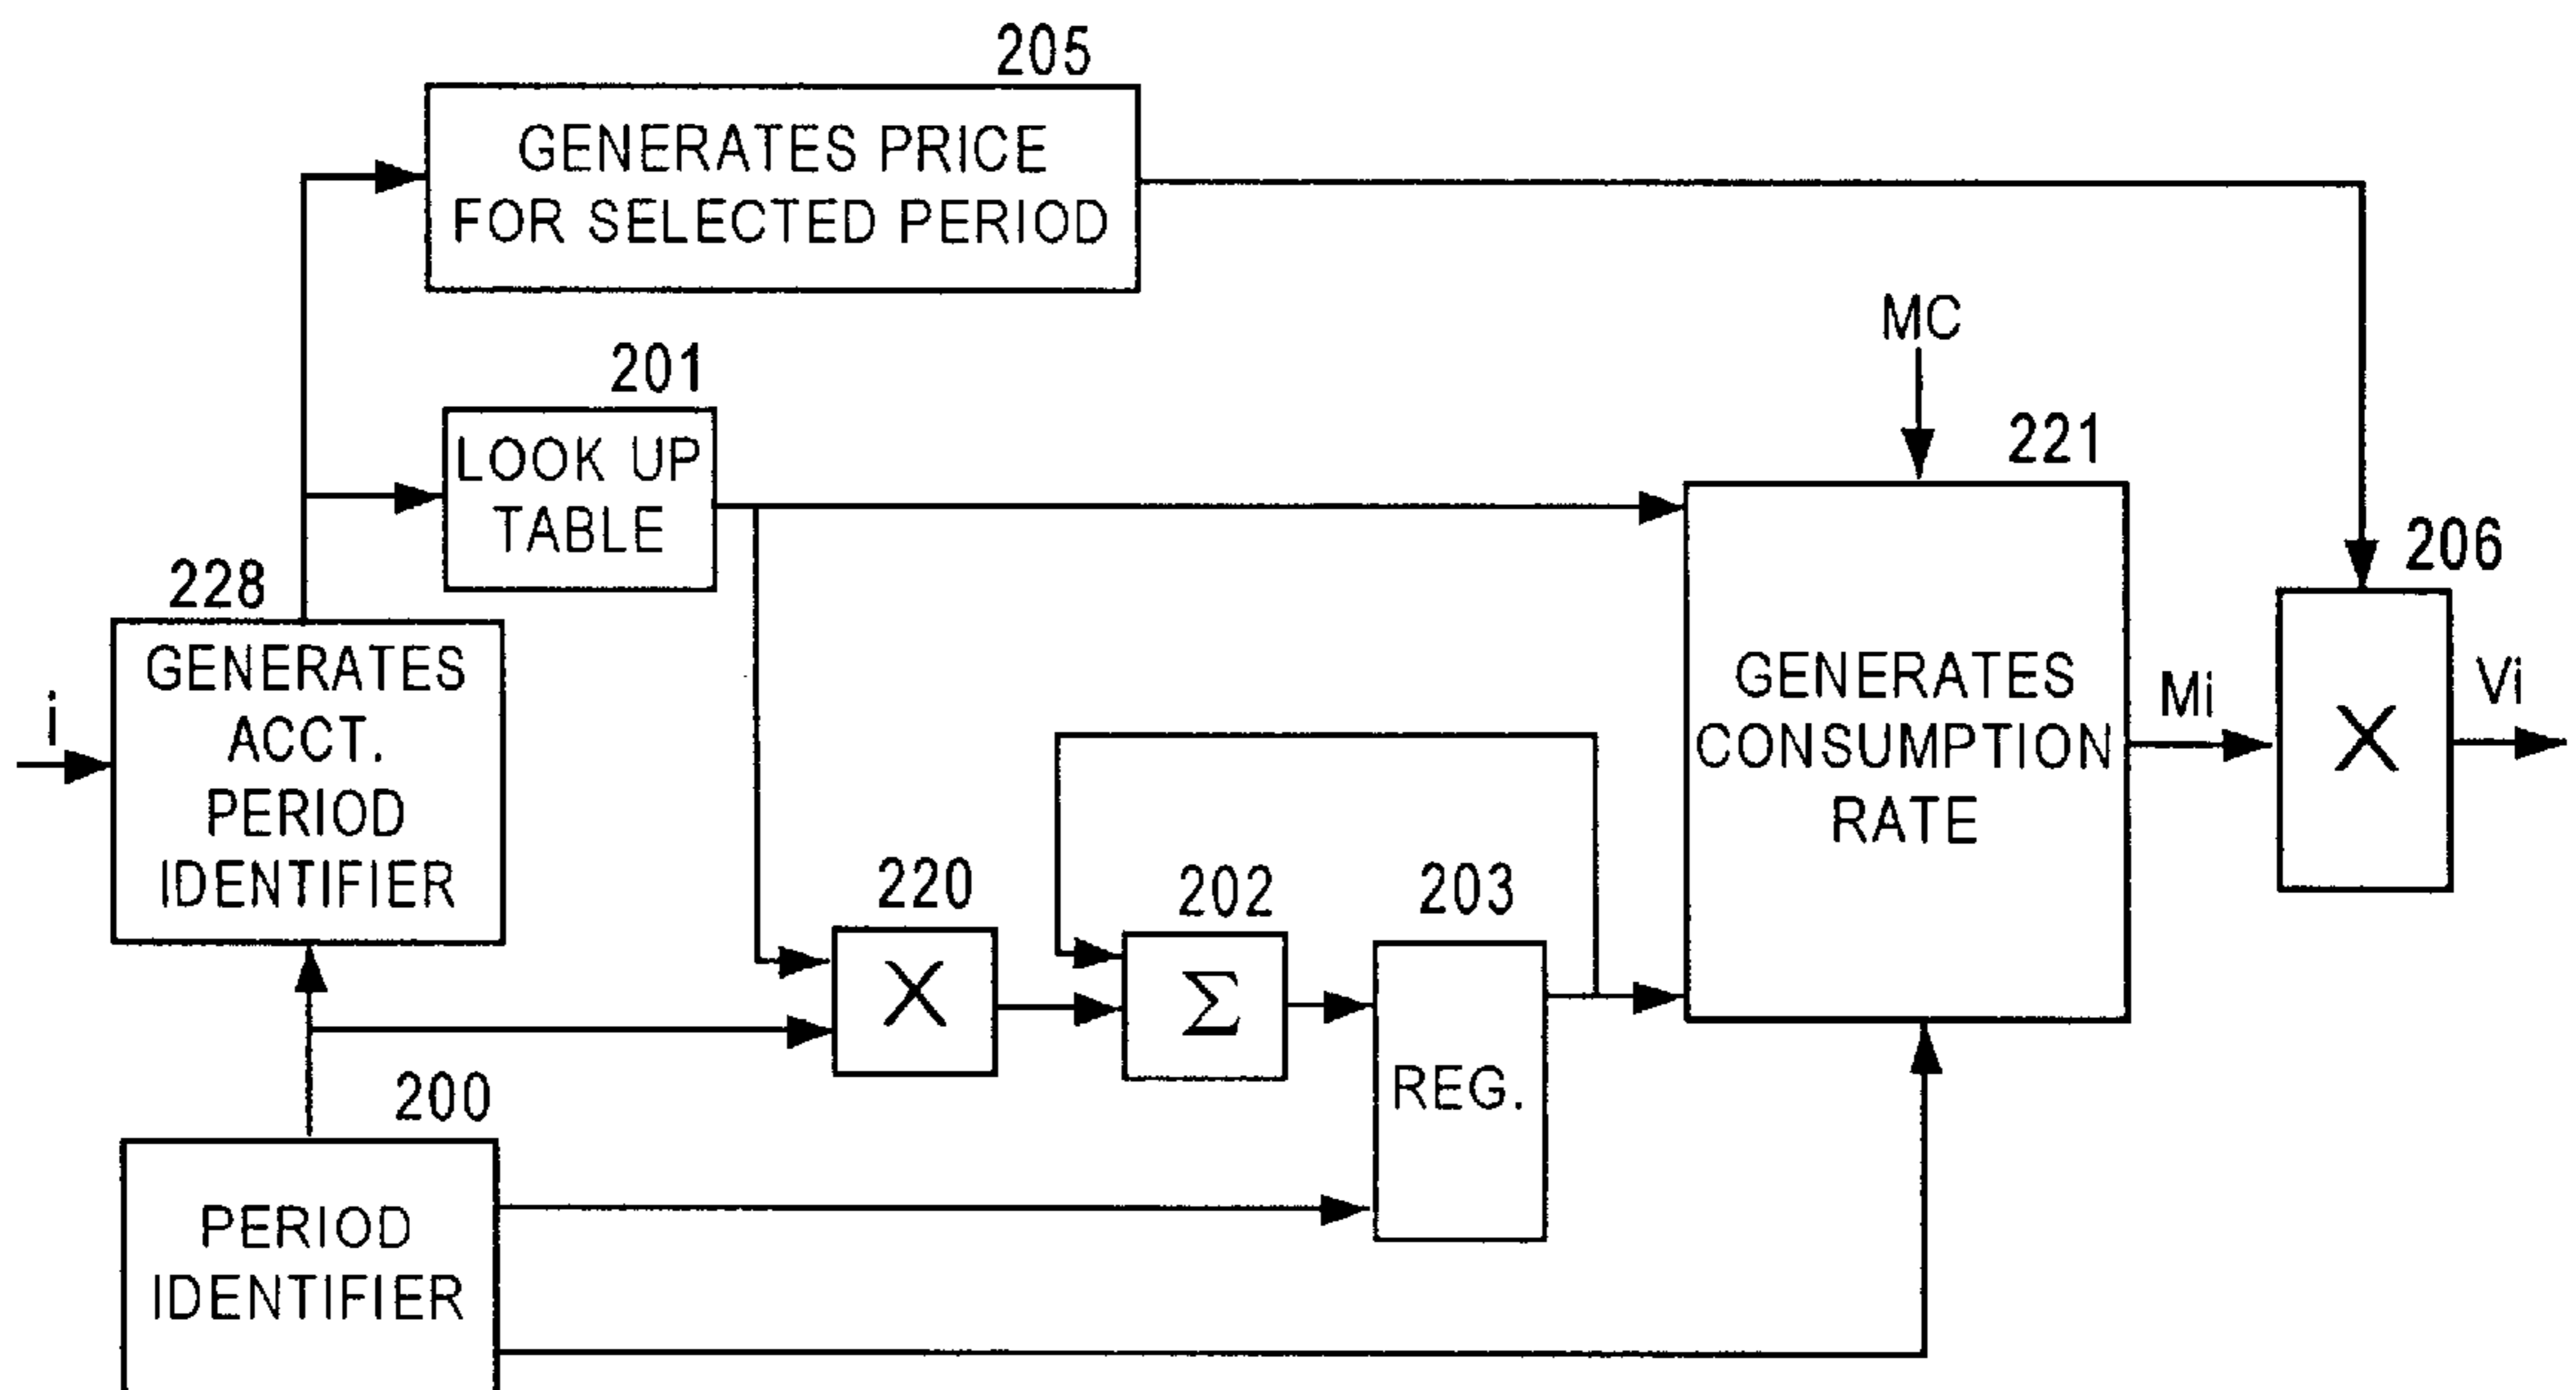 205
GENERATES PRICE
FOR SELECTED PERIOD
201
LOOK UP
TABLE
MC
221
206
228
GENERATES
ACCT.
PERIOD
IDENTIFIER
i
GENERATES
CONSUMPTION
RATE
Mi
X
Vi
220
X
202
Σ
203
REG.
200
PERIOD
IDENTIFIER